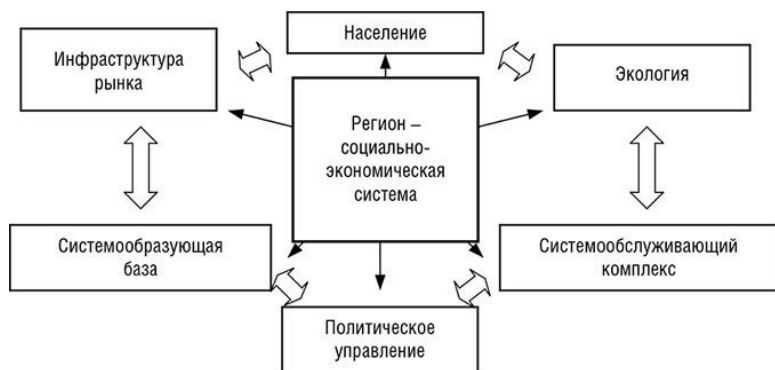 Население
Инфраструктура
рынка
Экология
Регион –
социально-
экономическая
система
Системообразующая
база
Системообслуживающий
комплекс
Политическое
управление